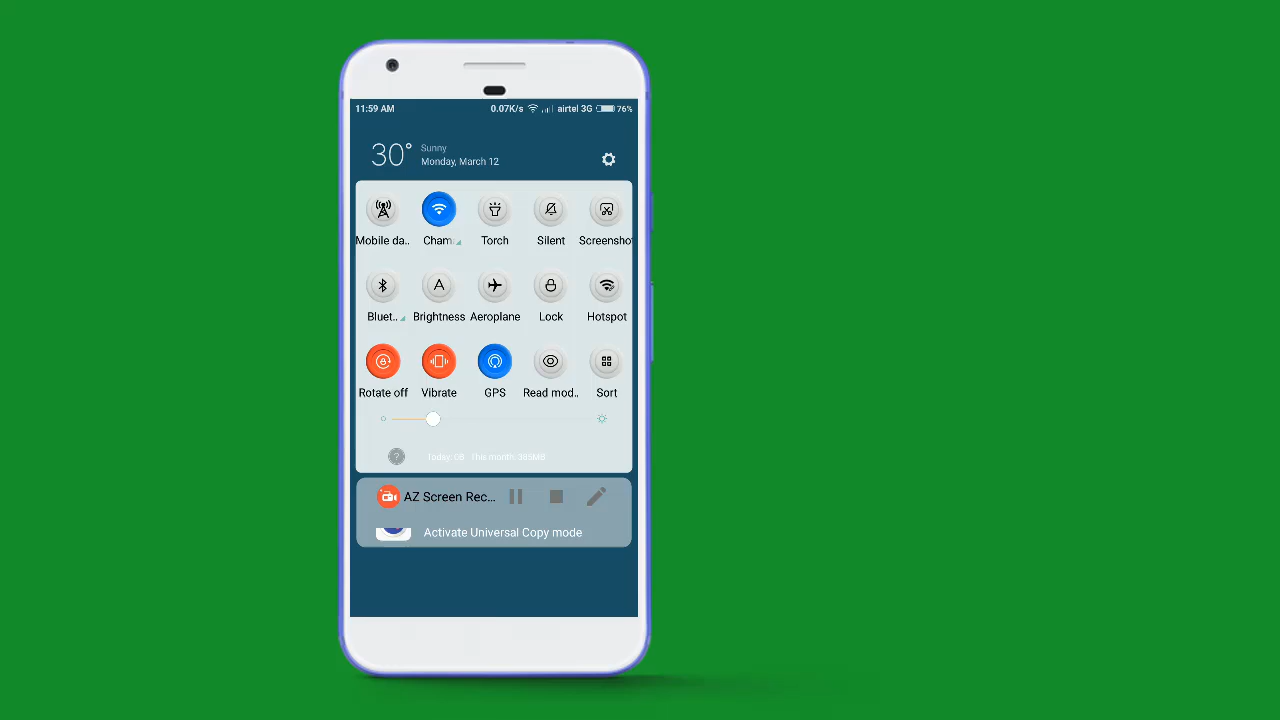 11:59 AM 0.07K/s airtel 3G 76%
30° Sunny
Monday, March 12
Mobile da.. Cham Torch Silent Screenshot
Bluet.. Brightness Aeroplane Lock Hotspot
Rotate off Vibrate GPS Read mod.. Sort
? Today: 0B This month: 385MB
AZ Screen Rec...
Activate Universal Copy mode